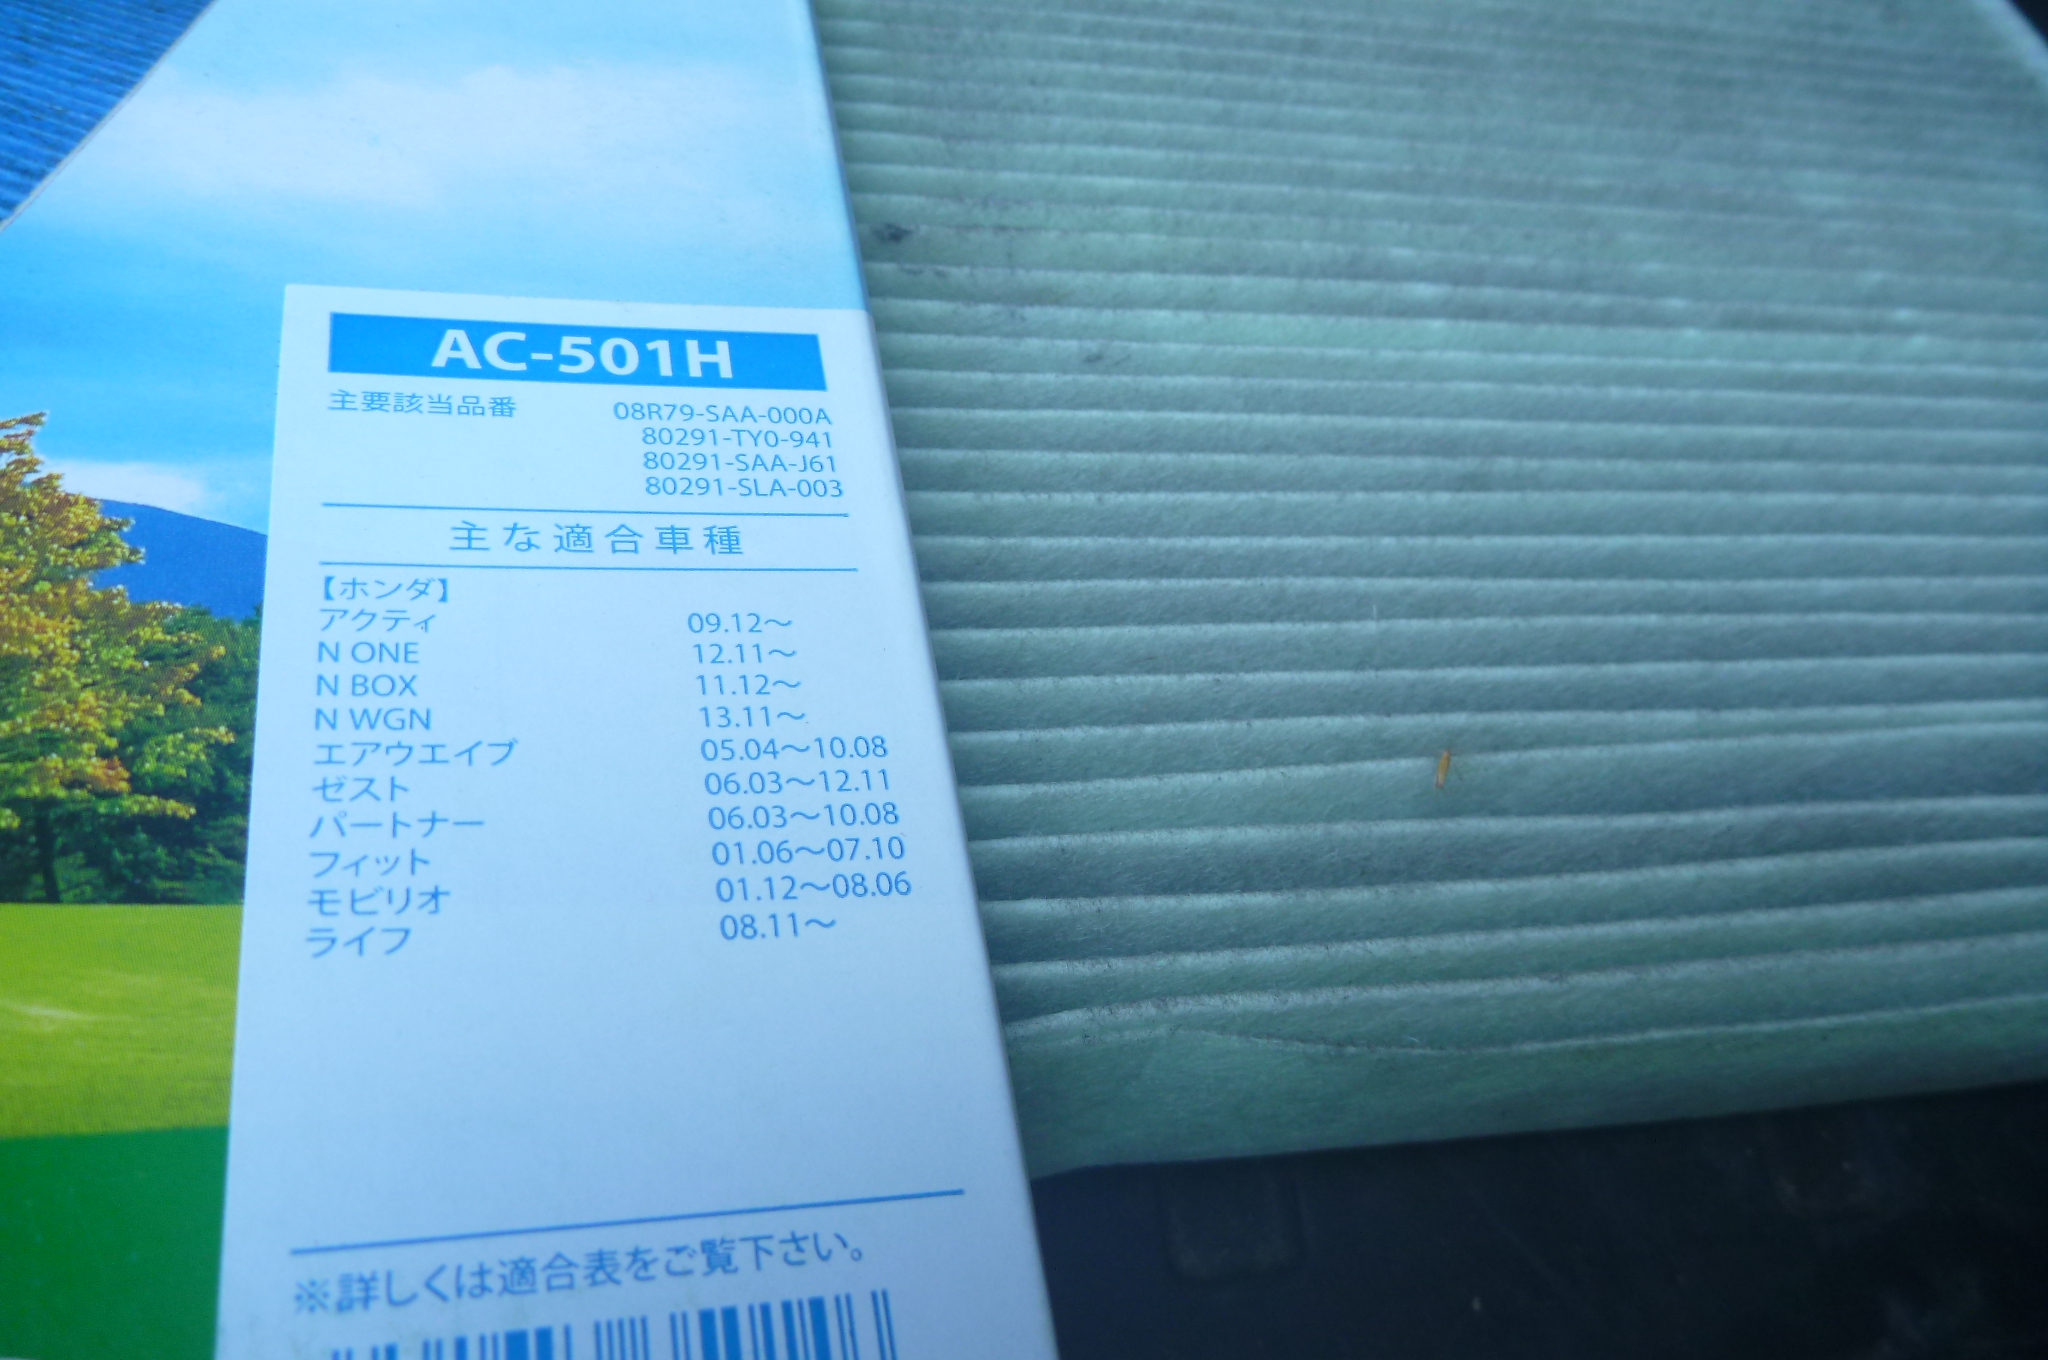 AC-501H
主要該当品番 08R79-SAA-000A
80291-TY0-941
80291-SAA-J61
80291-SLA-003
主な適合車種
【ホンダ】
アクティ 09.12～
N ONE 12.11～
N BOX 11.12～
N WGN 13.11～
エアウエイブ 05.04～10.08
ゼスト 06.03～12.11
パートナー 06.03～10.08
フィット 01.06～07.10
モビリオ 01.12～08.06
ライフ 08.11～
※詳しくは適合表をご覧下さい。